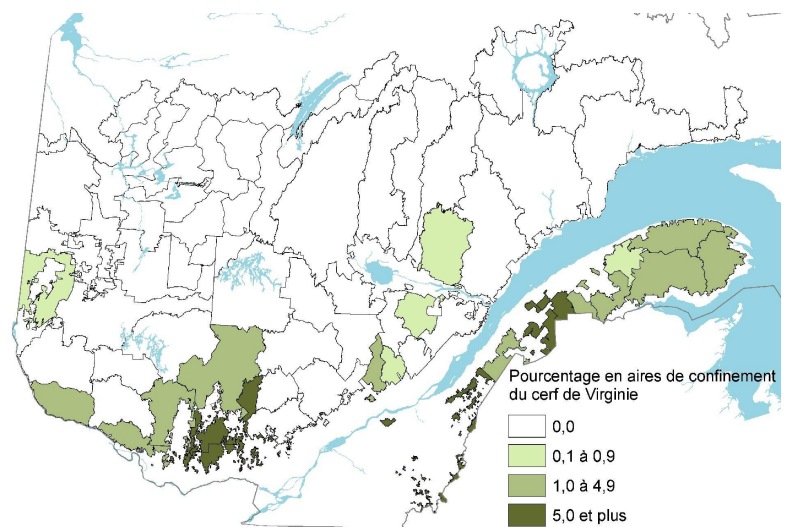 Pourcentage en aires de confinement
du cerf de Virginie
0,0
0,1 à 0,9
1,0 à 4,9
5,0 et plus